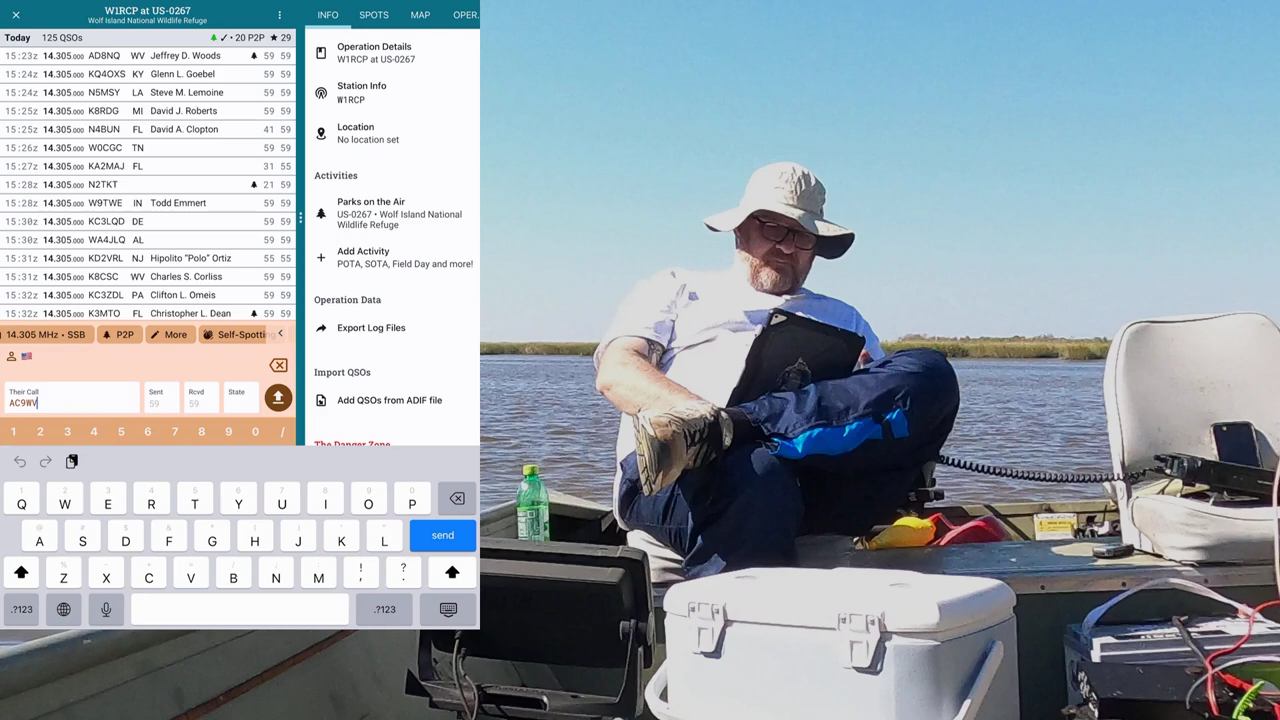 W1RCP at US-0267
Wolf Island National Wildlife Refuge
Today 125 QSOs ✓ • 20 P2P ★ 29
15:23z 14.305.000 AD8NQ WV Jeffrey D. Woods 59 59
15:24z 14.305.000 KQ4OXS KY Glenn L. Goebel 59 59
15:24z 14.305.000 N5MSY LA Steve M. Lemoine 59 59
15:25z 14.305.000 K8RDG MI David J. Roberts 59 59
15:25z 14.305.000 N4BUN FL David A. Clopton 41 59
15:26z 14.305.000 W0CGC TN 59 59
15:27z 14.305.000 KA2MAJ FL 31 55
15:28z 14.305.000 N2TKT 21 59
15:28z 14.305.000 W9TWE IN Todd Emmert 59 59
15:30z 14.305.000 KC3LQD DE 59 59
15:30z 14.305.000 WA4JLQ AL 59 59
15:31z 14.305.000 KD2VRL NJ Hipolito "Polo" Ortiz 55 55
15:31z 14.305.000 K8CSC WV Charles S. Corliss 59 59
15:32z 14.305.000 KC3ZDL PA Clifton L. Omeis 59 59
15:32z 14.305.000 K3MTO FL Christopher L. Dean 59 59
14.305 MHz • SSB P2P More Self-Spotting
Their Call Sent Rcvd State
AC9WV 59 59
1 2 3 4 5 6 7 8 9 0 /
INFO SPOTS MAP OPER.
Operation Details
W1RCP at US-0267
Station Info
W1RCP
Location
No location set
Activities
Parks on the Air
US-0267 • Wolf Island National
Wildlife Refuge
Add Activity
POTA, SOTA, Field Day and more!
Operation Data
Export Log Files
Import QSOs
Add QSOs from ADIF file
The Danger Zone
Q W E R T Y U I O P
A S D F G H J K L send
Z X C V B N M ! , ? .
.?123 .?123